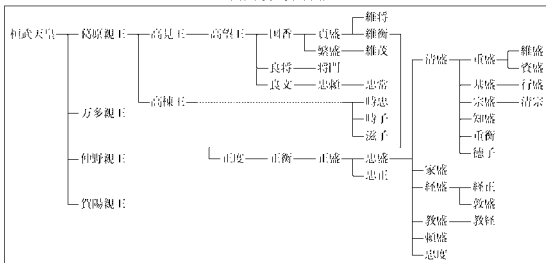 維将
桓武天皇 葛原親王 高見王 高望王 国香 貞盛 維衡 清盛 重盛 維盛
繁盛 維茂 資盛
良将 将門 基盛 行盛
良文 忠頼 忠常 宗盛 清宗
高棟王 時忠 知盛
万多親王 時子 重衡
滋子 徳子
仲野親王 正度 正衡 正盛 忠盛
忠正 家盛
経盛 経正
賀陽親王 敦盛
教盛 教経
頼盛
忠度